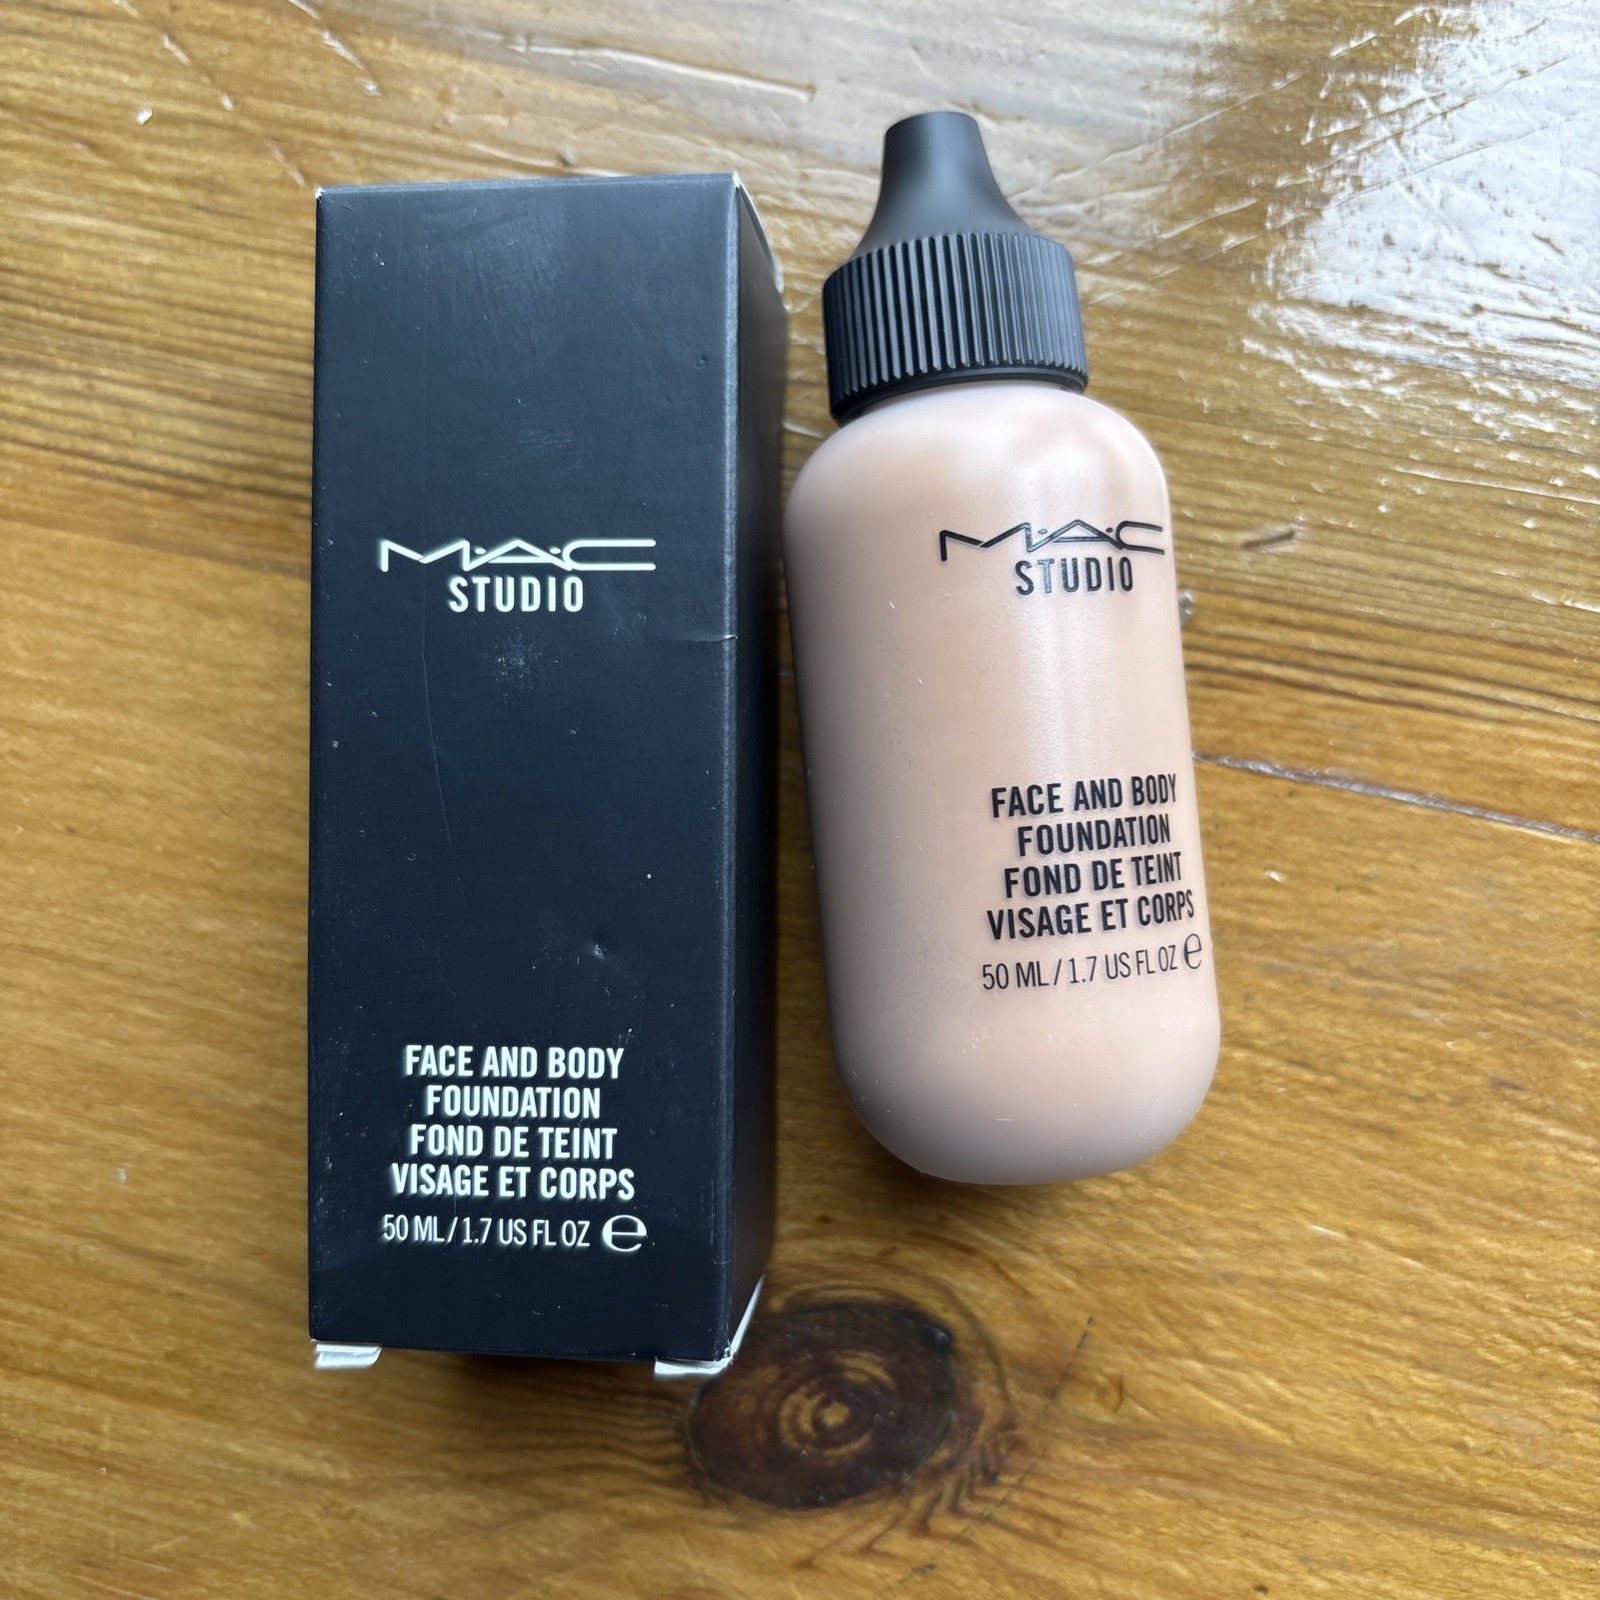 M·A·C
STUDIO
FACE AND BODY
FOUNDATION
FOND DE TEINT
VISAGE ET CORPS
50 ML / 1.7 US FL OZ ℮
M·A·C
STUDIO
FACE AND BODY
FOUNDATION
FOND DE TEINT
VISAGE ET CORPS
50 ML / 1.7 US FL OZ ℮